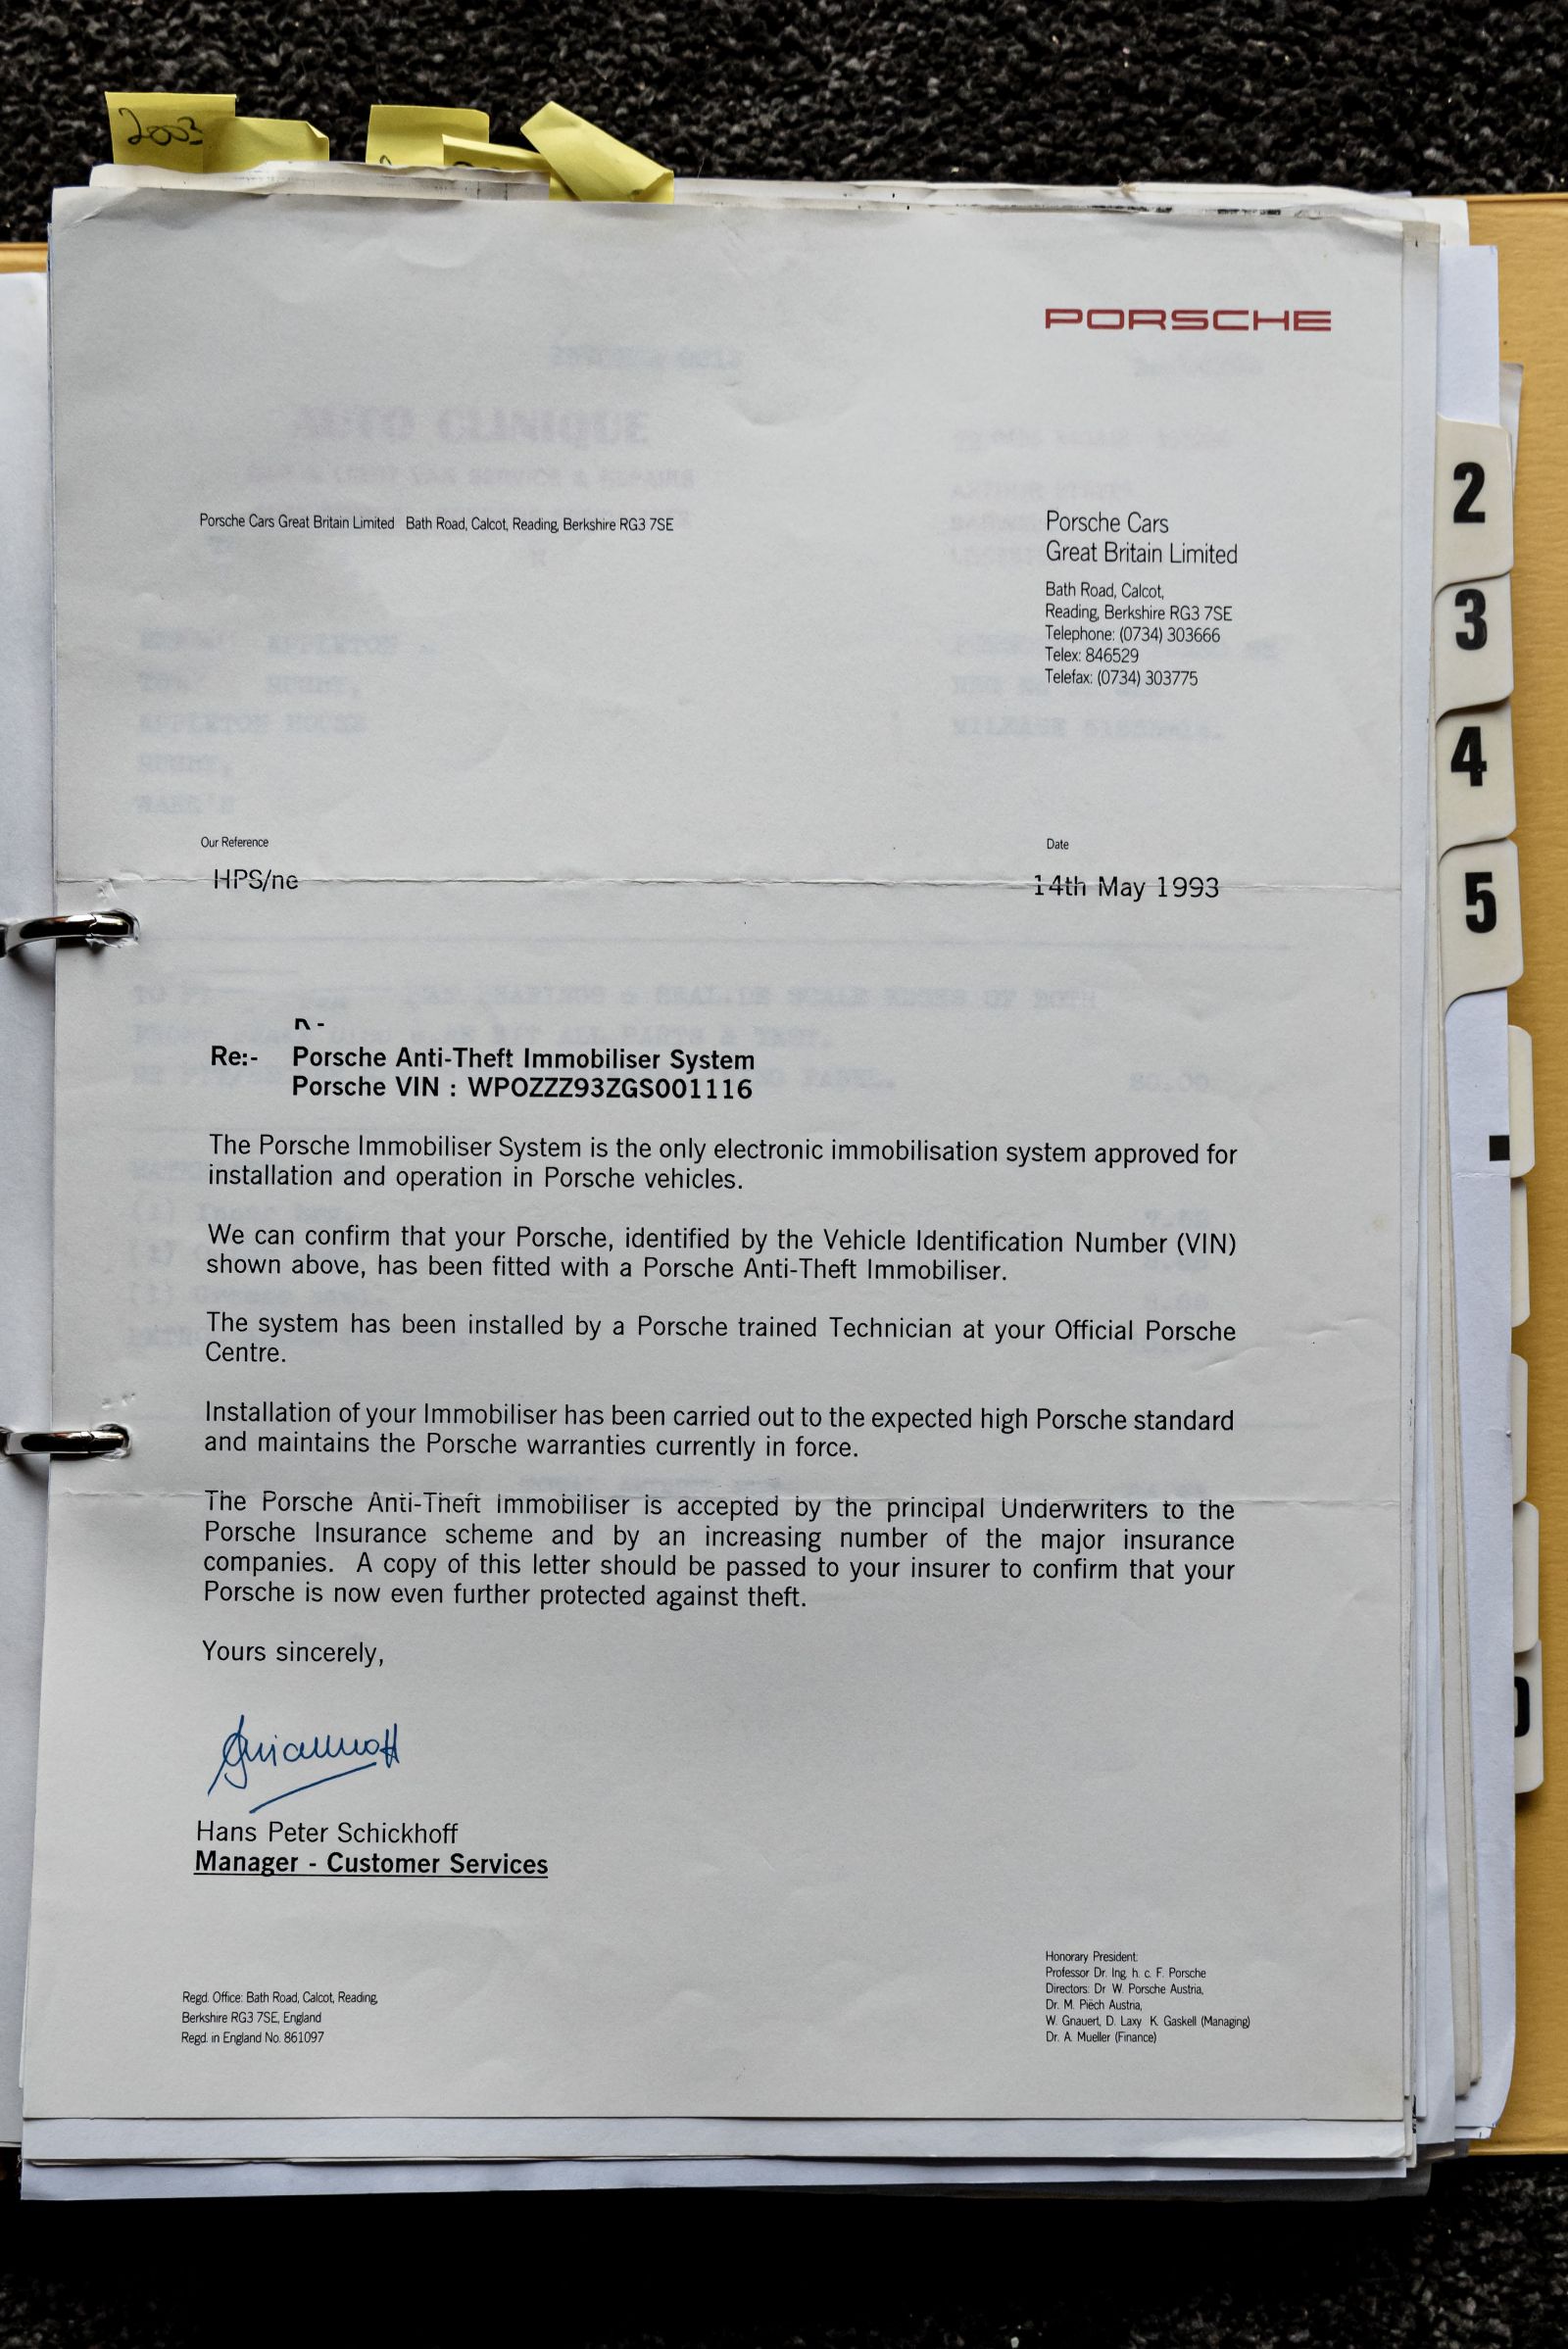 2003
PORSCHE
AUTO CLINIQUE
Porsche Cars Great Britain Limited Bath Road, Calcot, Reading, Berkshire RG3 7SE
Porsche Cars
Great Britain Limited
Bath Road, Calcot,
Reading, Berkshire RG3 7SE
Telephone: (0734) 303666
Telex: 846529
Telefax: (0734) 303775
Our Reference
HPS/ne
Date
14th May 1993
Re:- Porsche Anti-Theft Immobiliser System
Porsche VIN : WPOZZZ93ZGS001116
The Porsche Immobiliser System is the only electronic immobilisation system approved for
installation and operation in Porsche vehicles.
We can confirm that your Porsche, identified by the Vehicle Identification Number (VIN)
shown above, has been fitted with a Porsche Anti-Theft Immobiliser.
The system has been installed by a Porsche trained Technician at your Official Porsche
Centre.
Installation of your Immobiliser has been carried out to the expected high Porsche standard
and maintains the Porsche warranties currently in force.
The Porsche Anti-Theft Immobiliser is accepted by the principal Underwriters to the
Porsche Insurance scheme and by an increasing number of the major insurance
companies. A copy of this letter should be passed to your insurer to confirm that your
Porsche is now even further protected against theft.
Yours sincerely,
Hans Peter Schickhoff
Manager - Customer Services
Regd. Office: Bath Road, Calcot, Reading,
Berkshire RG3 7SE, England
Regd. in England No. 861097
Honorary President:
Professor Dr. Ing. h. c. F. Porsche
Directors: Dr W. Porsche Austria,
Dr. M. Piëch Austria,
W. Gnauert, D. Laxy K. Gaskell (Managing)
Dr. A. Mueller (Finance)
2
3
4
5